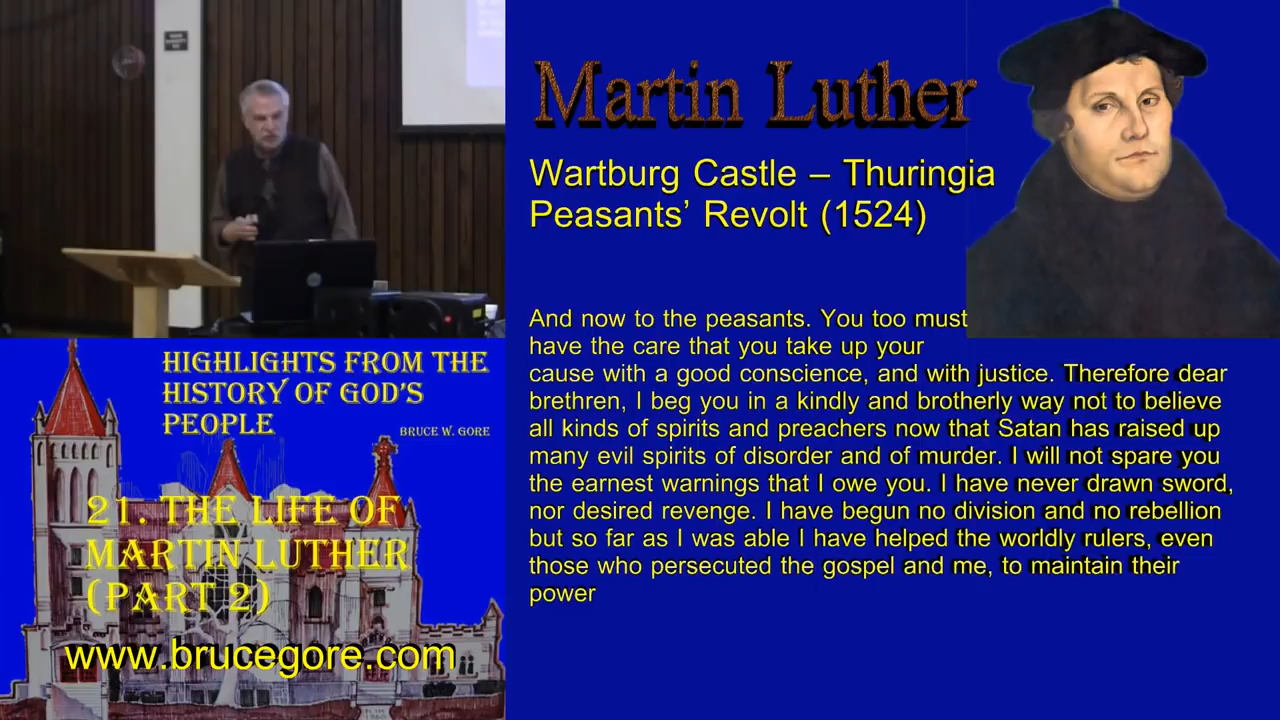 Martin Luther
Wartburg Castle – Thuringia
Peasants' Revolt (1524)
And now to the peasants. You too must
have the care that you take up your
cause with a good conscience, and with justice. Therefore dear
brethren, I beg you in a kindly and brotherly way not to believe
all kinds of spirits and preachers now that Satan has raised up
many evil spirits of disorder and of murder. I will not spare you
the earnest warnings that I owe you. I have never drawn sword,
nor desired revenge. I have begun no division and no rebellion
but so far as I was able I have helped the worldly rulers, even
those who persecuted the gospel and me, to maintain their
power
HIGHLIGHTS FROM THE
HISTORY OF GOD'S
PEOPLE
BRUCE W. GORE
21. THE LIFE OF
MARTIN LUTHER
(PART 2)
www.brucegore.com